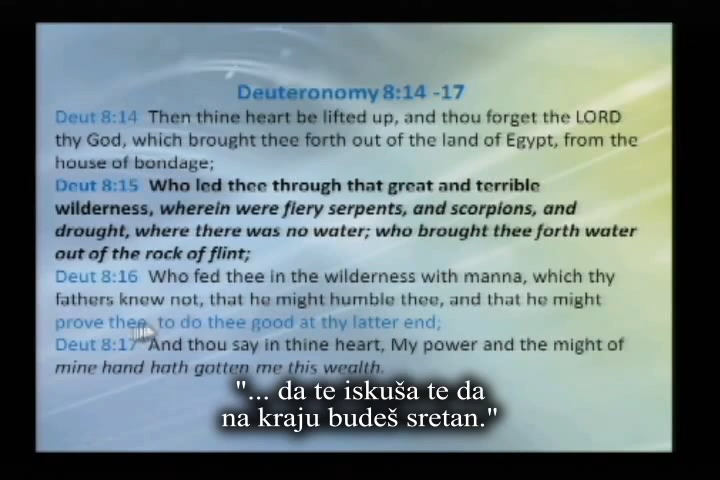 Deuteronomy 8:14 -17
Deut 8:14 Then thine heart be lifted up, and thou forget the LORD
thy God, which brought thee forth out of the land of Egypt, from the
house of bondage;
Deut 8:15 Who led thee through that great and terrible
wilderness, wherein were fiery serpents, and scorpions, and
drought, where there was no water; who brought thee forth water
out of the rock of flint;
Deut 8:16 Who fed thee in the wilderness with manna, which thy
fathers knew not, that he might humble thee, and that he might
prove thee, to do thee good at thy latter end;
Deut 8:17 And thou say in thine heart, My power and the might of
mine hand hath gotten me this wealth.
"... da te iskuša te da
na kraju budeš sretan."